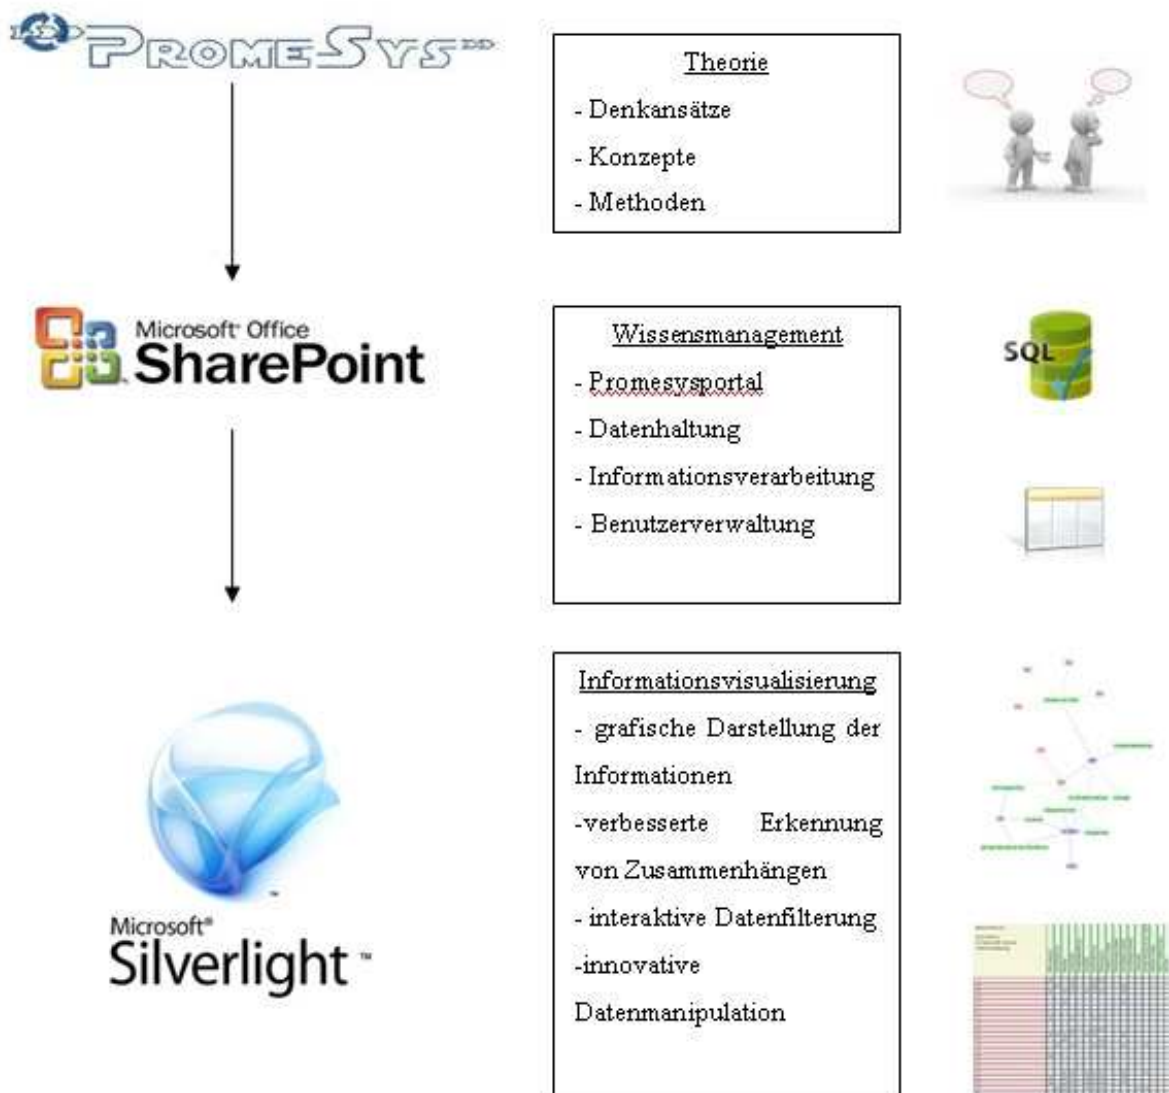 PROMESYS
Theorie
- Denkansätze
- Konzepte
- Methoden
Microsoft® Office
SharePoint
Wissensmanagement
- Promesysportal
- Datenhaltung
- Informationsverarbeitung
- Benutzerverwaltung
SQL
Informationsvisualisierung
- grafische Darstellung der
Informationen
-verbesserte Erkennung
von Zusammenhängen
- interaktive Datenfilterung
-innovative
Datenmanipulation
Microsoft®
Silverlight ™